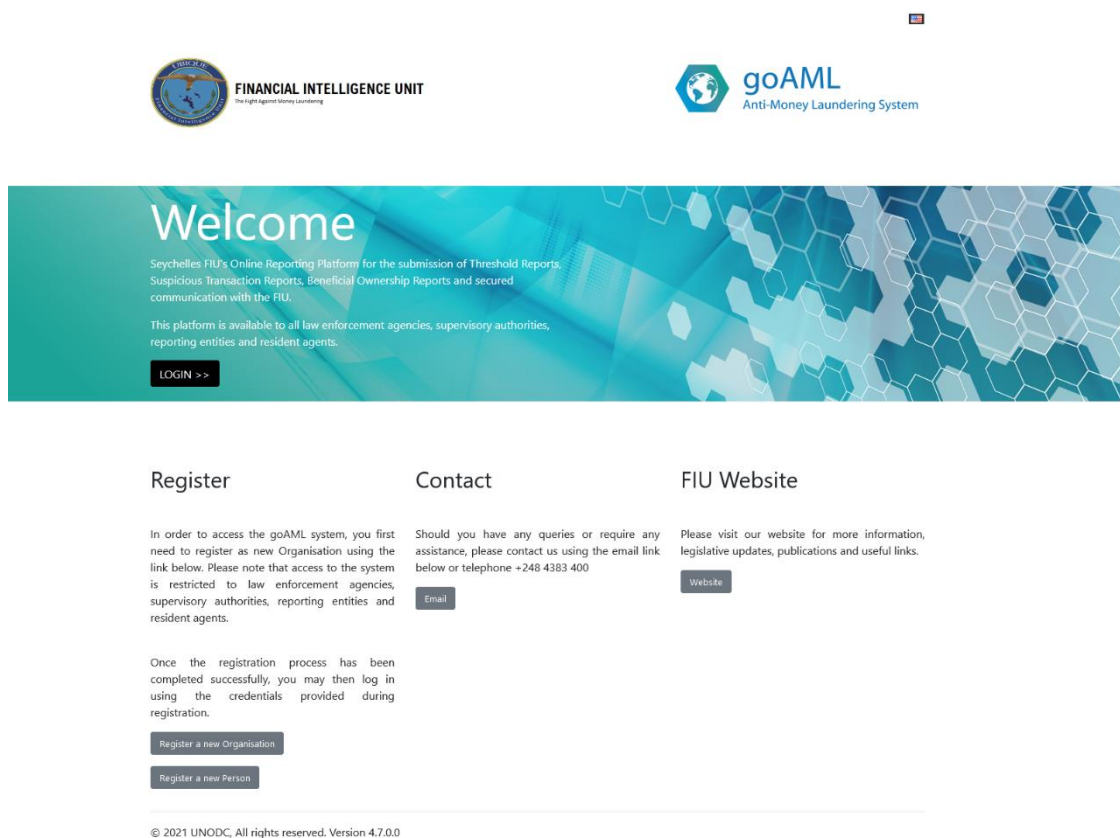 UBIQUE
Financial Intelligence Unit
FINANCIAL INTELLIGENCE UNIT
The Fight Against Money Laundering
goAML
Anti-Money Laundering System
Welcome
Seychelles FIU's Online Reporting Platform for the submission of Threshold Reports,
Suspicious Transaction Reports, Beneficial Ownership Reports and secured
communication with the FIU.
This platform is available to all law enforcement agencies, supervisory authorities,
reporting entities and resident agents.
LOGIN >>
Register
In order to access the goAML system, you first
need to register as new Organisation using the
link below. Please note that access to the system
is restricted to law enforcement agencies,
supervisory authorities, reporting entities and
resident agents.
Once the registration process has been
completed successfully, you may then log in
using the credentials provided during
registration.
Register a new Organisation
Register a new Person
Contact
Should you have any queries or require any
assistance, please contact us using the email link
below or telephone +248 4383 400
Email
FIU Website
Please visit our website for more information,
legislative updates, publications and useful links.
Website
© 2021 UNODC, All rights reserved. Version 4.7.0.0